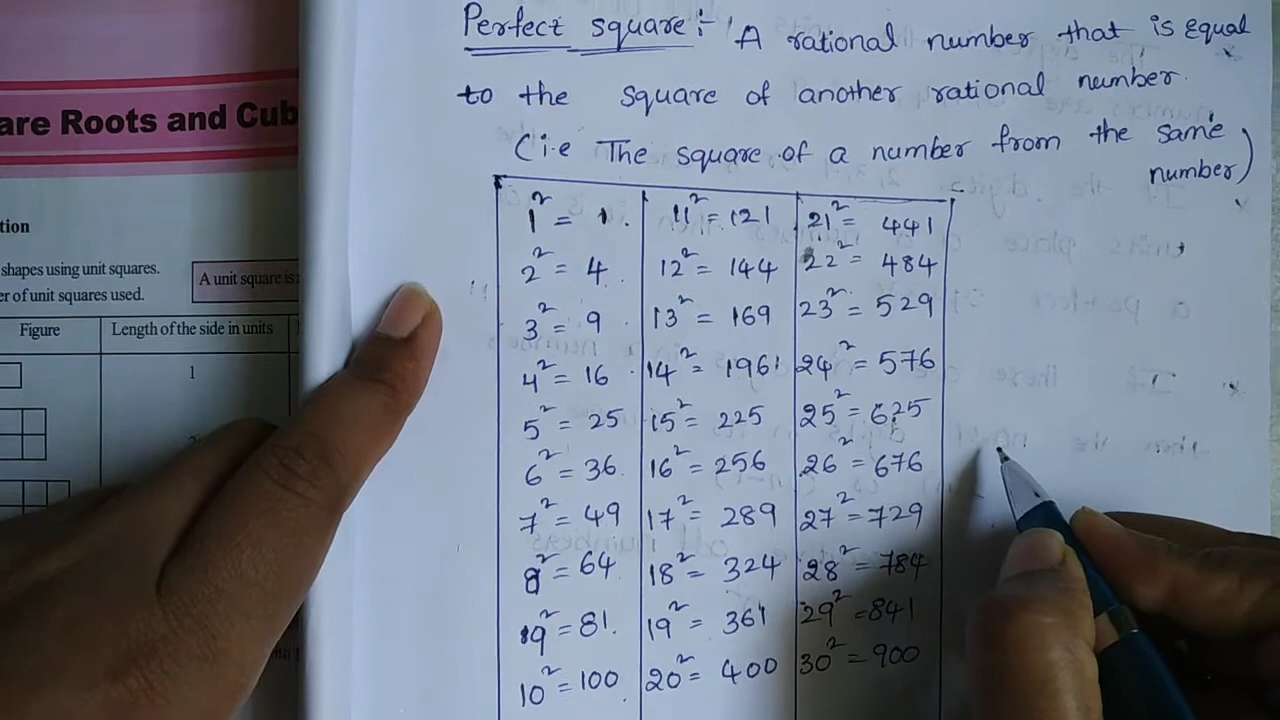 are Roots and Cub
tion
shapes using unit squares.
er of unit squares used.
A unit square is
Figure
Length of the side in units
1
Perfect square :- A rational number that is equal
to the square of another rational number.
(i.e The square of a number from the same
number)
1² = 1
2² = 4
3² = 9
4² = 16
5² = 25
6² = 36
7² = 49
8² = 64
9² = 81
10² = 100
11² = 121
12² = 144
13² = 169
14² = 196
15² = 225
16² = 256
17² = 289
18² = 324
19² = 361
20² = 400
21² = 441
22² = 484
23² = 529
24² = 576
25² = 625
26² = 676
27² = 729
28² = 784
29² = 841
30² = 900